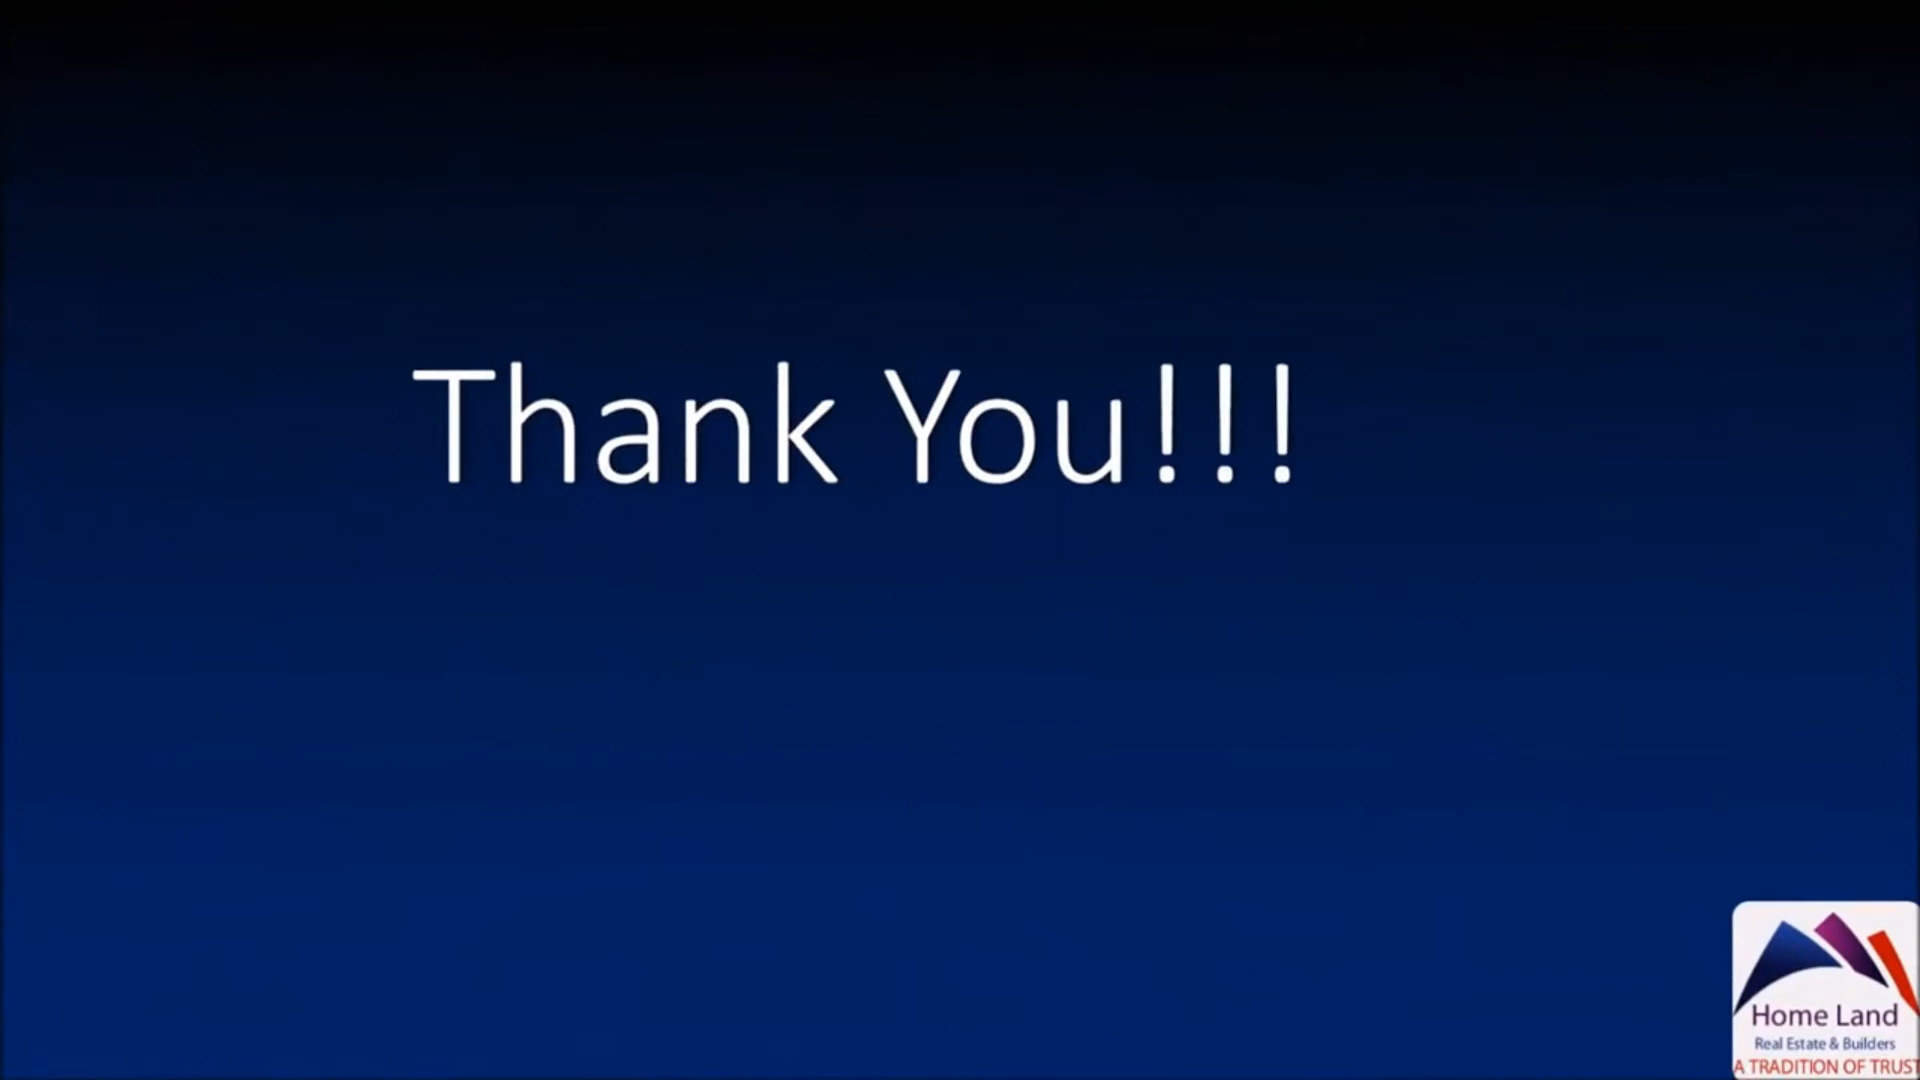 Thank You!!!
Home Land
Real Estate & Builders
A TRADITION OF TRUST